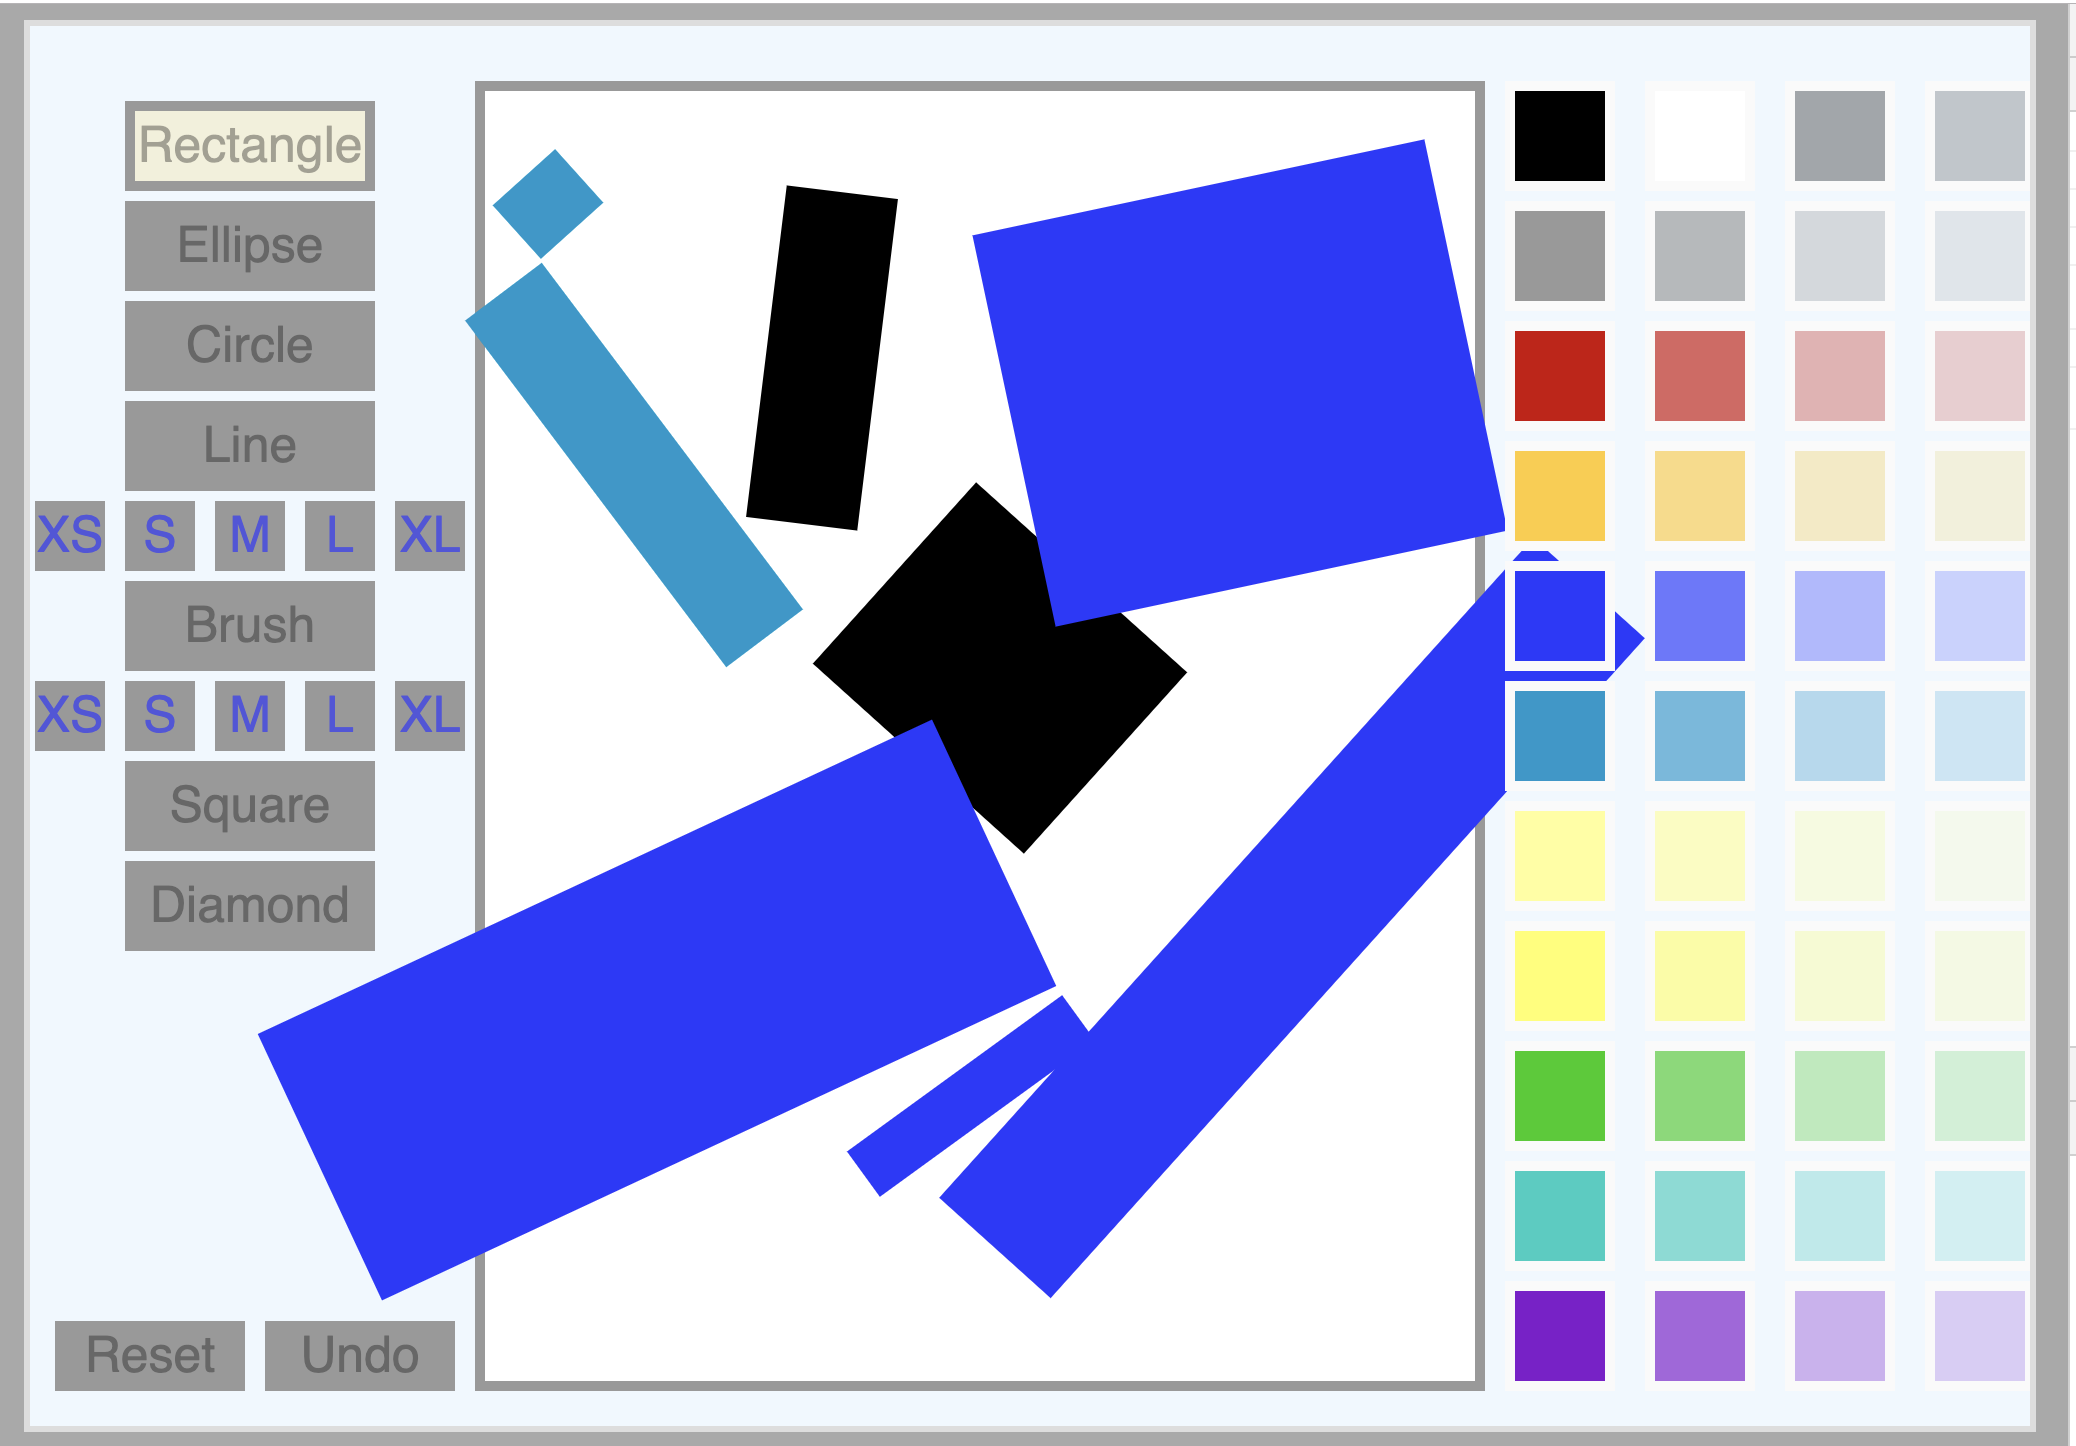 Rectangle
Ellipse
Circle
Line
XS S M L XL
Brush
XS S M L XL
Square
Diamond
Reset Undo